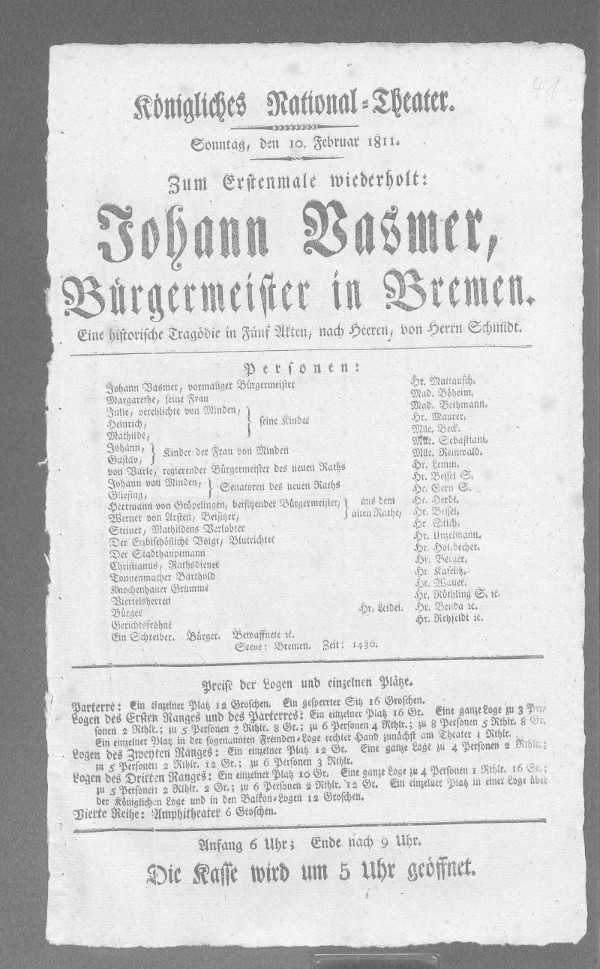 Königliches National-Theater.
Sonntag, den 10. Februar 1811.
Zum Erstenmale wiederholt:
Johann Vasmer,
Bürgermeister in Bremen.
Eine historische Tragödie in Fünf Akten, nach Heeren, von Herrn Schmidt.
Personen:
Johann Vasmer, vormaliger Bürgermeister Hr. Mattausch.
Margarethe, seine Frau Mad. Böheim.
Julie, verehlichte von Minden, Mad. Bethmann.
Heinrich, seine Kinder Hr. Maurer.
Mathilde, Mlle. Beck.
Johann, Mlle. Sebastiani.
Gustav, Kinder der Frau von Minden Mlle. Reinwald.
von Varle, regierender Bürgermeister des neuen Raths Hr. Lemm.
Johann von Minden, Hr. Bessel S.
Senatoren des neuen Raths Hr. Gern S.
Herrmann von Gröpelingen, beisitzender Bürgermeister, aus dem Hr. Herdt.
Werner von Arsten, Beisitzer, alten Rathe, Hr. Bessel.
Steiner, Mathildens Verlobter Hr. Stich.
Der Erzbischöfliche Voigt, Blutrichter Hr. Unzelmann.
Der Stadthauptmann Hr. Holzbecher.
Christianus, Rathsdiener Hr. Berger.
Tonnenmacher Barthold Hr. Kaselitz.
Knochenhauer Grimms Hr. Wauer.
Viertelsherren Hr. Rüthling S. ꝛc.
Bürger Hr. Leidel. Hr. Benda ꝛc.
Gerichtsfrohne Hr. Rehfeldt ꝛc.
Ein Schreiber. Bürger. Bewaffnete ꝛc.
Scene: Bremen. Zeit: 1430.
Preise der Logen und einzelnen Plätze.
Parterre: Ein einzelner Platz 12 Groschen. Ein gesperrter Sitz 16 Groschen.
Logen des Ersten Ranges und des Parterres: Ein einzelner Platz 16 Gr. Eine ganze Loge zu 3 Per-
sonen 2 Rthlr.; zu 5 Personen 3 Rthlr. 8 Gr.; zu 6 Personen 4 Rthlr.; zu 8 Personen 5 Rthlr. 8 Gr.
Ein einzelner Platz in der sogenannten Fremden-Loge rechter Hand zunächst am Theater 1 Rthlr.
Logen des Zweyten Ranges: Ein einzelner Platz 12 Gr. Eine ganze Loge zu 4 Personen 2 Rthlr.;
zu 5 Personen 2 Rthlr. 12 Gr.; zu 6 Personen 3 Rthlr.
Logen des Dritten Ranges: Ein einzelner Platz 10 Gr. Eine ganze Loge zu 4 Personen 1 Rthlr. 16 Gr.;
zu 5 Personen 2 Rthlr. 2 Gr.; zu 6 Personen 2 Rthlr. 12 Gr. Ein einzelner Platz in einer Loge über
der Königlichen Loge und in den Balkon-Logen 12 Groschen.
Vierte Reihe: Amphitheater 6 Groschen.
Anfang 6 Uhr; Ende nach 9 Uhr.
Die Kasse wird um 5 Uhr geöffnet.